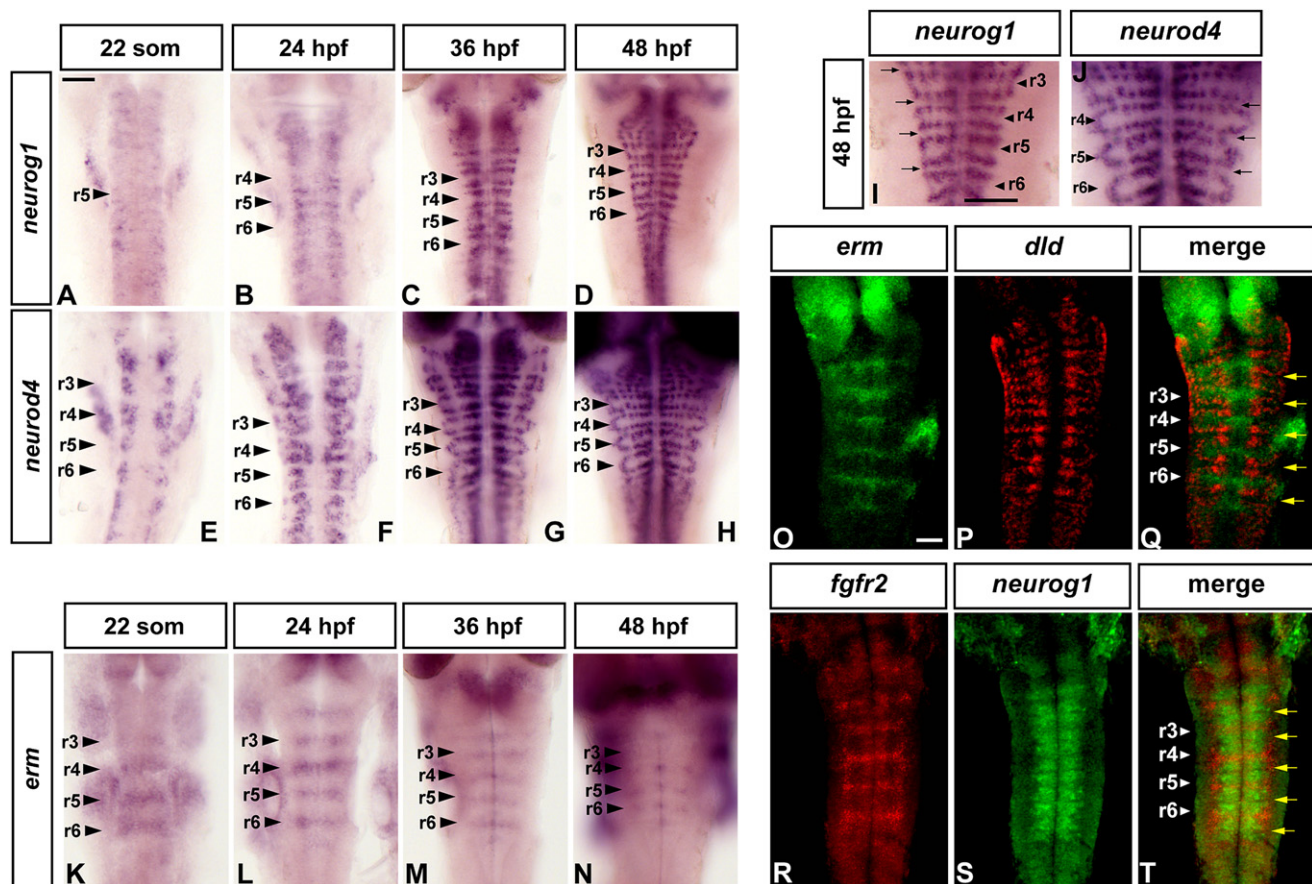 22 som
24 hpf
36 hpf
48 hpf
neurog1
r5
A
r4
r5
r6
B
r3
r4
r5
r6
C
r3
r4
r5
r6
D
neurod4
r3
r4
r5
r6
E
r3
r4
r5
r6
F
r3
r4
r5
r6
G
r3
r4
r5
r6
H
neurog1
neurod4
48 hpf
r3
r4
r5
r6
J
r4
r5
r6
erm
dld
merge
O
P
r3
r4
r5
r6
Q
22 som
24 hpf
36 hpf
48 hpf
erm
r3
r4
r5
r6
K
r3
r4
r5
r6
L
r3
r4
r5
r6
M
r3
r4
r5
r6
N
fgfr2
neurog1
merge
R
S
r3
r4
r5
r6
T